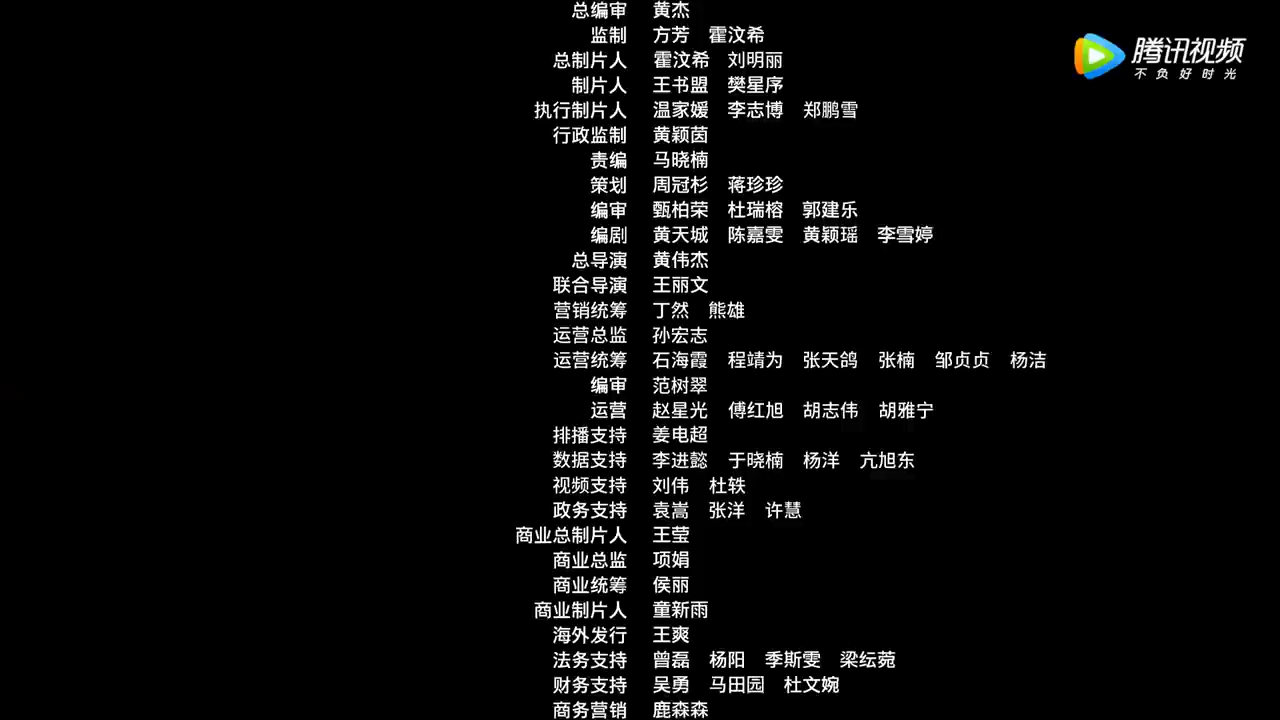 总编审 黄杰
监制 方芳 霍汶希
腾讯视频
不负好时光
总制片人 霍汶希 刘明丽
制片人 王书盟 樊星序
执行制片人 温家媛 李志博 郑鹏雪
行政监制 黄颖茵
责编 马晓楠
策划 周冠杉 蒋珍珍
编审 甄柏荣 杜瑞榕 郭建乐
编剧 黄天城 陈嘉雯 黄颖瑶 李雪婷
总导演 黄伟杰
联合导演 王丽文
营销统筹 丁然 熊雄
运营总监 孙宏志
运营统筹 石海霞 程靖为 张天鸽 张楠 邹贞贞 杨洁
编审 范树翠
运营 赵星光 傅红旭 胡志伟 胡雅宁
排播支持 姜电超
数据支持 李进懿 于晓楠 杨洋 亢旭东
视频支持 刘伟 杜轶
政务支持 袁嵩 张洋 许慧
商业总制片人 王莹
商业总监 项娟
商业统筹 侯丽
商业制片人 童新雨
海外发行 王爽
法务支持 曾磊 杨阳 季斯雯 梁纭菀
财务支持 吴勇 马田园 杜文婉
商务营销 鹿森森